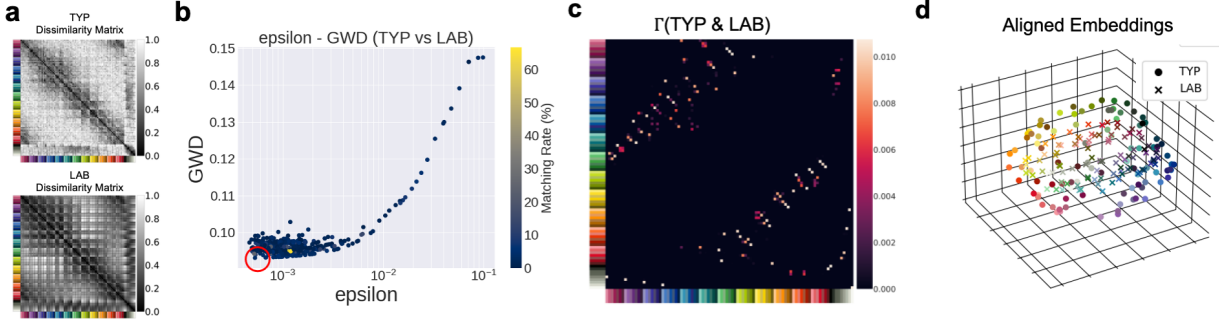 a
TYP
Dissimilarity Matrix
1.0
0.8
0.6
0.4
0.2
0.0
LAB
Dissimilarity Matrix
1.0
0.8
0.6
0.4
0.2
0.0
b
epsilon - GWD (TYP vs LAB)
0.15
0.14
0.13
0.12
0.11
0.10
GWD
10⁻³
10⁻²
10⁻¹
epsilon
60
50
40
30
20
10
0
Matching Rate (%)
c
Γ(TYP & LAB)
0.010
0.008
0.006
0.004
0.002
0.000
d
Aligned Embeddings
TYP
LAB